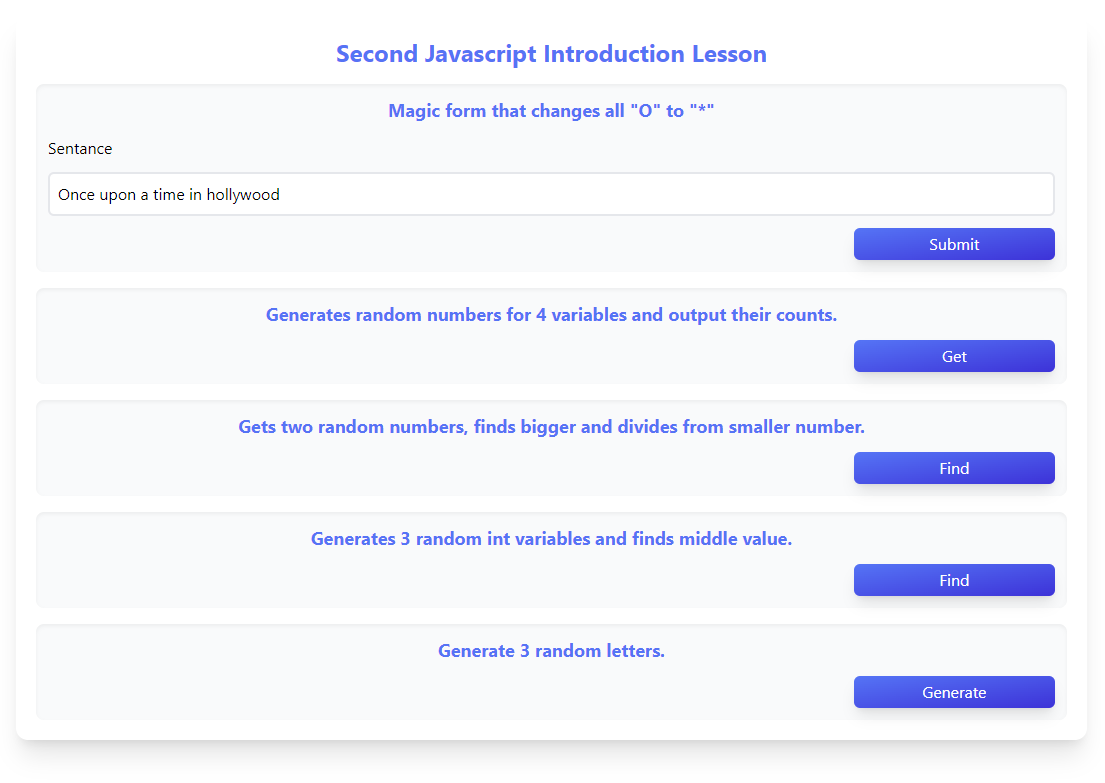 Second Javascript Introduction Lesson
Magic form that changes all "O" to "*"
Sentance
Once upon a time in hollywood
Submit
Generates random numbers for 4 variables and output their counts.
Get
Gets two random numbers, finds bigger and divides from smaller number.
Find
Generates 3 random int variables and finds middle value.
Find
Generate 3 random letters.
Generate